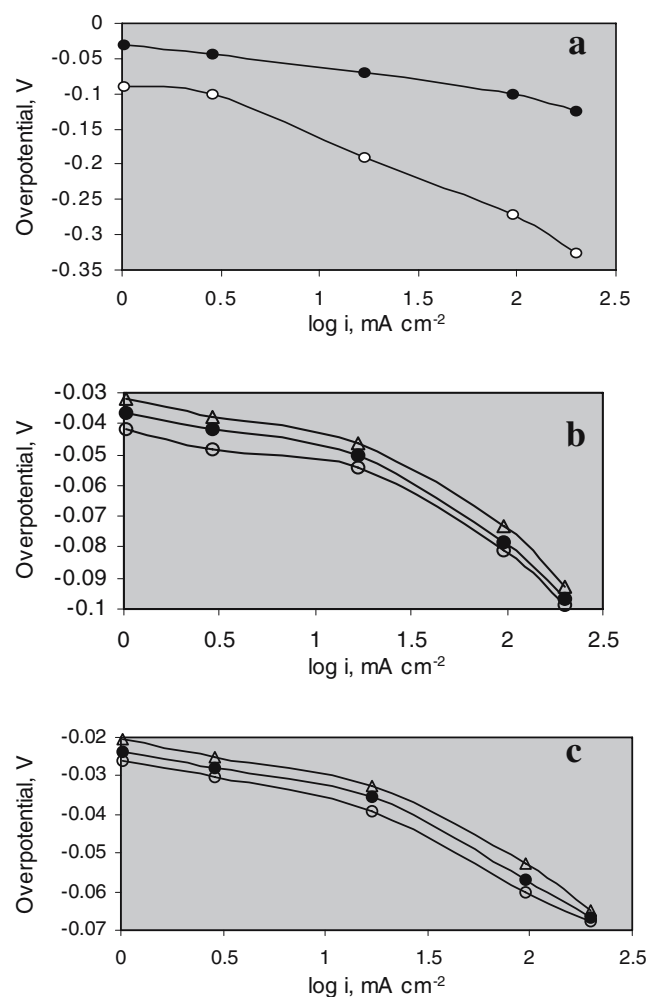 a
0
-0.05
-0.1
-0.15
-0.2
-0.25
-0.3
-0.35
Overpotential, V
0 0.5 1 1.5 2 2.5
log i, mA cm-2
b
-0.03
-0.04
-0.05
-0.06
-0.07
-0.08
-0.09
-0.1
Overpotential, V
0 0.5 1 1.5 2 2.5
log i, mA cm-2
c
-0.02
-0.03
-0.04
-0.05
-0.06
-0.07
Overpotential, V
0 0.5 1 1.5 2 2.5
log i, mA cm-2